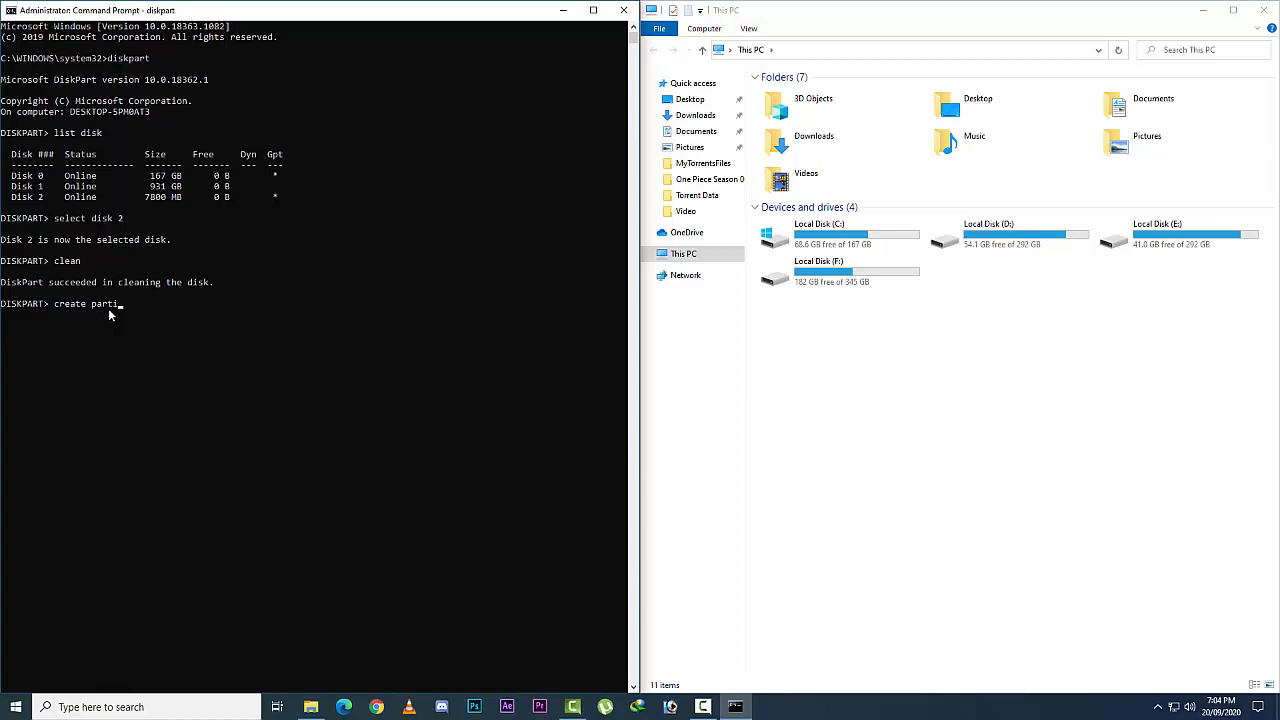 Administrator: Command Prompt - diskpart
Microsoft Windows [Version 10.0.18363.1082]
(c) 2019 Microsoft Corporation. All rights reserved.
C:\WINDOWS\system32>diskpart
Microsoft DiskPart version 10.0.18362.1
Copyright (C) Microsoft Corporation.
On computer: DESKTOP-5PM0AT3
DISKPART> list disk
Disk ### Status Size Free Dyn Gpt
-------- ------------- ------- ------- --- ---
Disk 0 Online 167 GB 0 B *
Disk 1 Online 931 GB 0 B
Disk 2 Online 7800 MB 0 B *
DISKPART> select disk 2
Disk 2 is now the selected disk.
DISKPART> clean
DiskPart succeeded in cleaning the disk.
DISKPART> create parti_
This PC
File Computer View
This PC
Search This PC
Quick access
Desktop
Downloads
Documents
Pictures
MyTorrentsFiles
One Piece Season 0
Torrent Data
Video
OneDrive
This PC
Network
Folders (7)
3D Objects
Desktop
Documents
Downloads
Music
Pictures
Videos
Devices and drives (4)
Local Disk (C:)
68.6 GB free of 167 GB
Local Disk (D:)
54.1 GB free of 292 GB
Local Disk (E:)
41.0 GB free of 292 GB
Local Disk (F:)
182 GB free of 345 GB
11 items
Type here to search
Ps
Ae
Pr
7:04 PM
20/09/2020